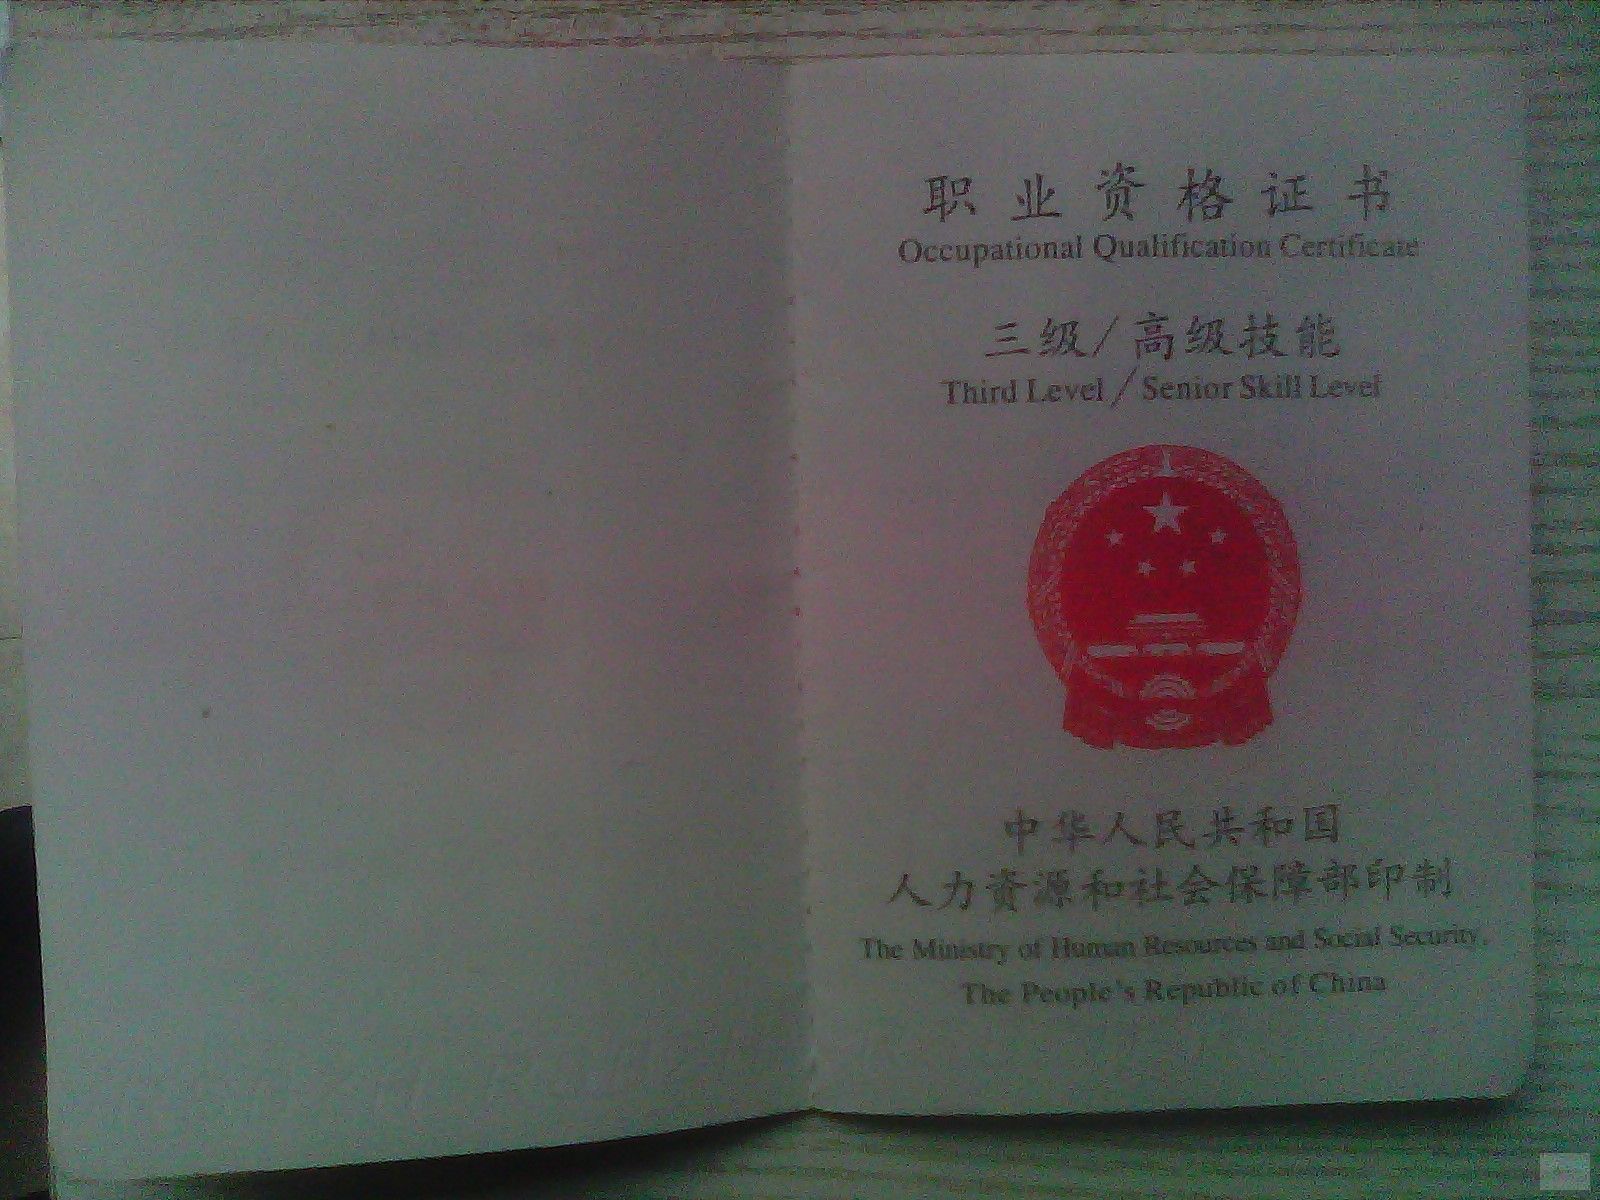 职业资格证书
Occupational Qualification Certificate
三级/高级技能
Third Level/Senior Skill Level
中华人民共和国
人力资源和社会保障部印制
The Ministry of Human Resources and Social Security,
The People's Republic of China